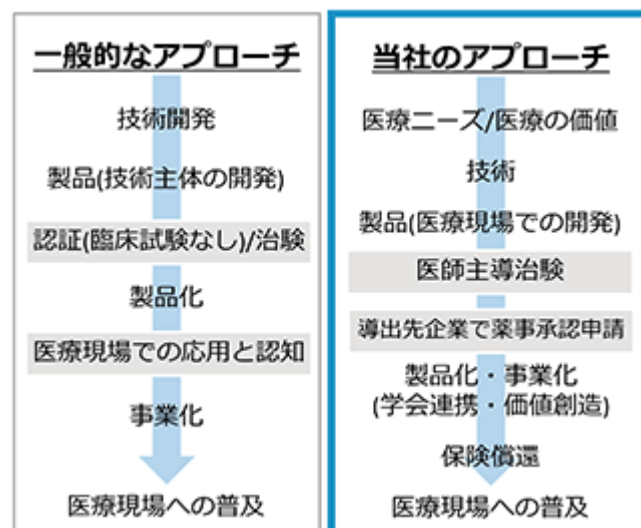 一般的なアプローチ
技術開発
製品(技術主体の開発)
認証(臨床試験なし)/治験
製品化
医療現場での応用と認知
事業化
医療現場への普及
当社のアプローチ
医療ニーズ/医療の価値
技術
製品(医療現場での開発)
医師主導治験
導出先企業で薬事承認申請
製品化・事業化
(学会連携・価値創造)
保険償還
医療現場への普及